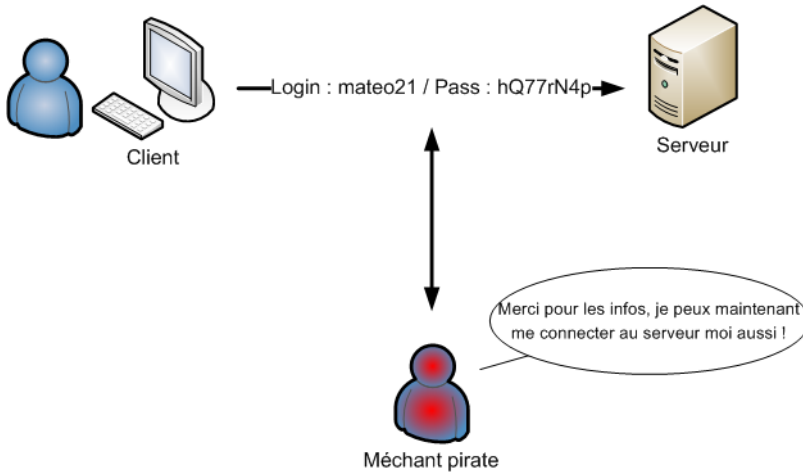 Login : mateo21 / Pass : hQ77rN4p
Client
Serveur
Merci pour les infos, je peux maintenant
me connecter au serveur moi aussi !
Méchant pirate